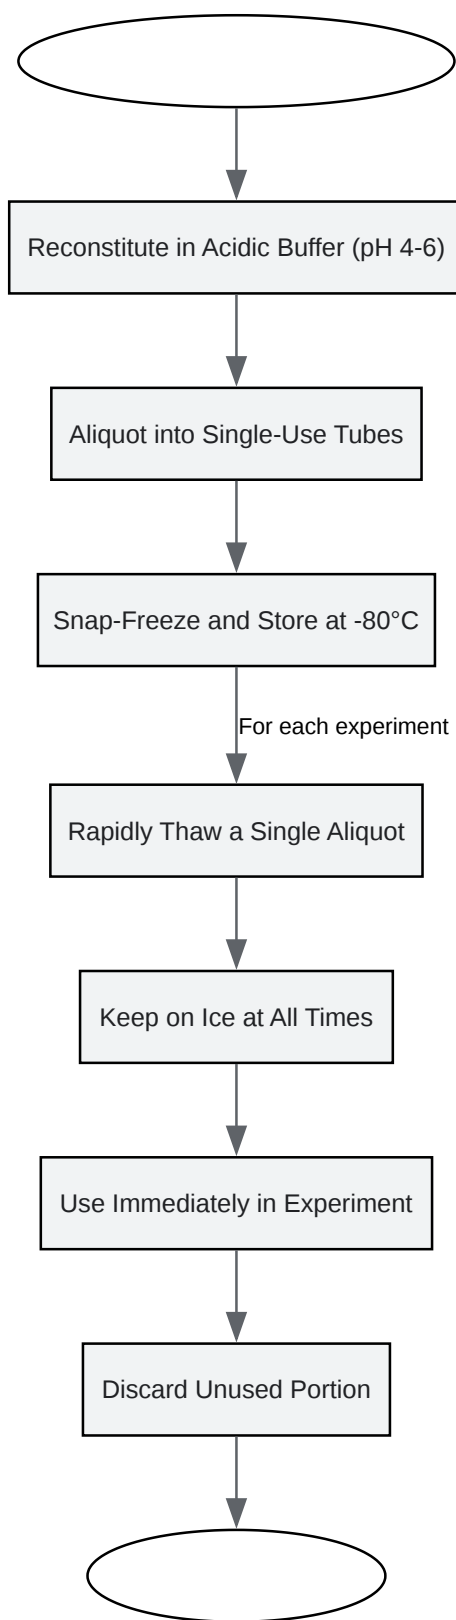 Reconstitute in Acidic Buffer (pH 4-6)
Aliquot into Single-Use Tubes
Snap-Freeze and Store at -80°C
For each experiment
Rapidly Thaw a Single Aliquot
Keep on Ice at All Times
Use Immediately in Experiment
Discard Unused Portion